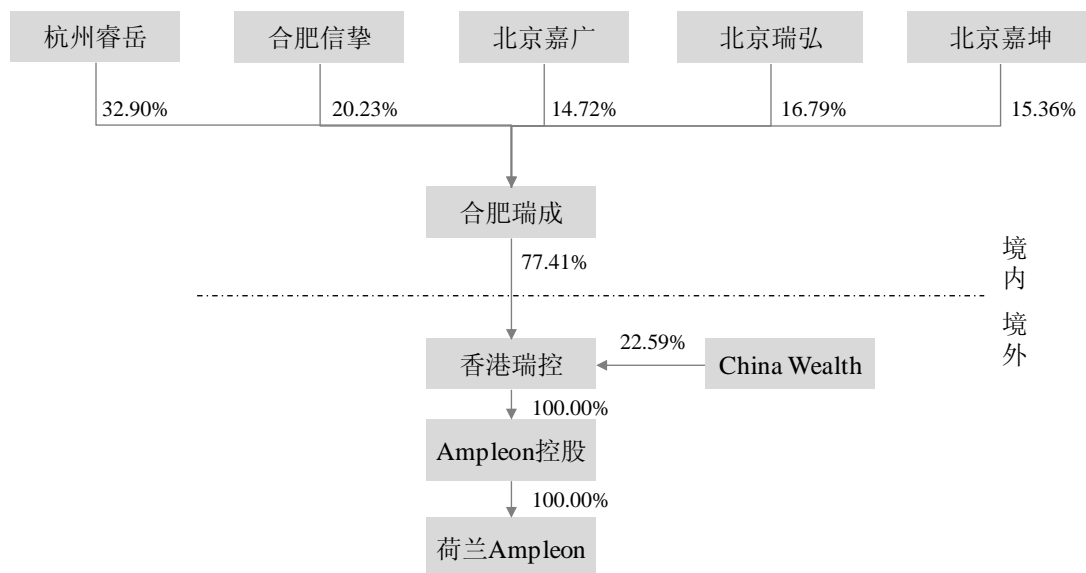 杭州睿岳
合肥信挚
北京嘉广
北京瑞弘
北京嘉坤
32.90%
20.23%
14.72%
16.79%
15.36%
合肥瑞成
77.41%
境内
境外
香港瑞控
22.59%
China Wealth
100.00%
Ampleon控股
100.00%
荷兰Ampleon